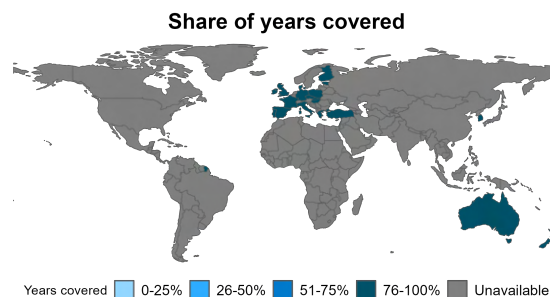 Share of years covered
Years covered 0-25% 26-50% 51-75% 76-100% Unavailable